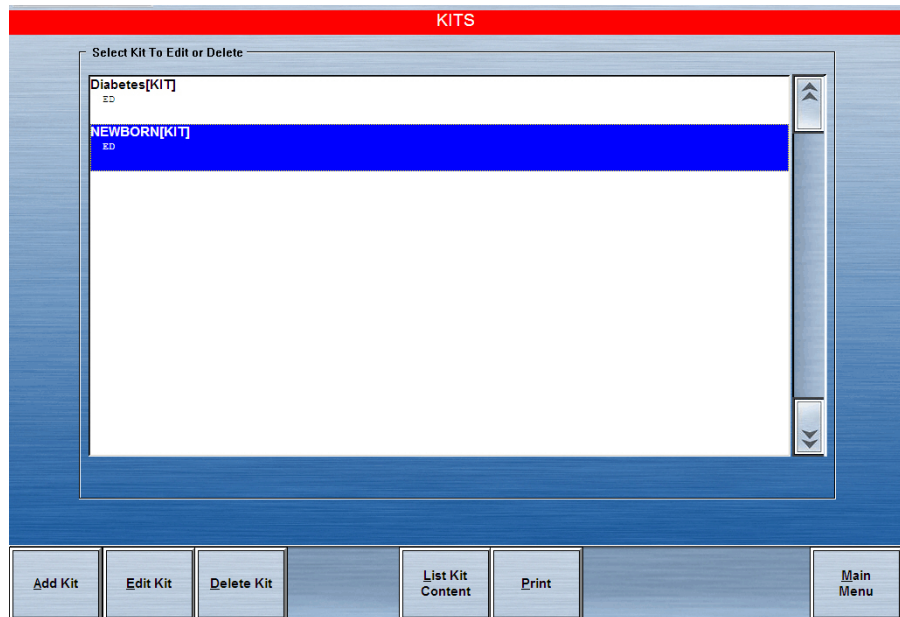 KITS
Select Kit To Edit or Delete
Diabetes[KIT]
ED
NEWBORN[KIT]
ED
Add Kit
Edit Kit
Delete Kit
List Kit
Content
Print
Main
Menu